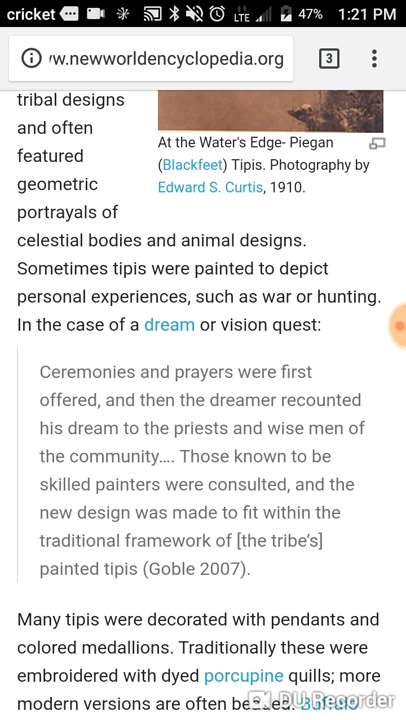 cricket LTE 47% 1:21 PM
w.newworldencyclopedia.org 3
tribal designs
and often
featured
geometric
portrayals of
At the Water's Edge- Piegan
(Blackfeet) Tipis. Photography by
Edward S. Curtis, 1910.
celestial bodies and animal designs.
Sometimes tipis were painted to depict
personal experiences, such as war or hunting.
In the case of a dream or vision quest:
Ceremonies and prayers were first
offered, and then the dreamer recounted
his dream to the priests and wise men of
the community.... Those known to be
skilled painters were consulted, and the
new design was made to fit within the
traditional framework of [the tribe's]
painted tipis (Goble 2007).
Many tipis were decorated with pendants and
colored medallions. Traditionally these were
embroidered with dyed porcupine quills; more
modern versions are often beaded. Buffalo
DU Recorder